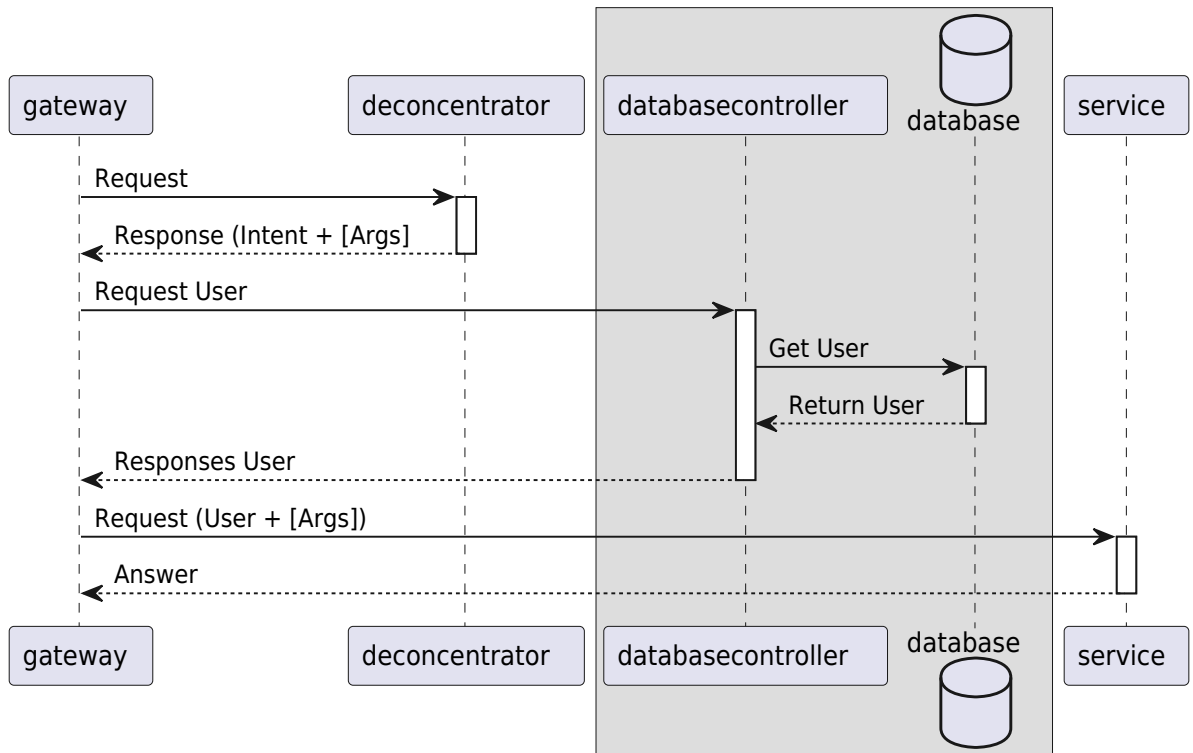 database
gateway
deconcentrator
databasecontroller
service
Request
Response (Intent + [Args]
Request User
Get User
Return User
Responses User
Request (User + [Args])
Answer
gateway
deconcentrator
databasecontroller
database
service